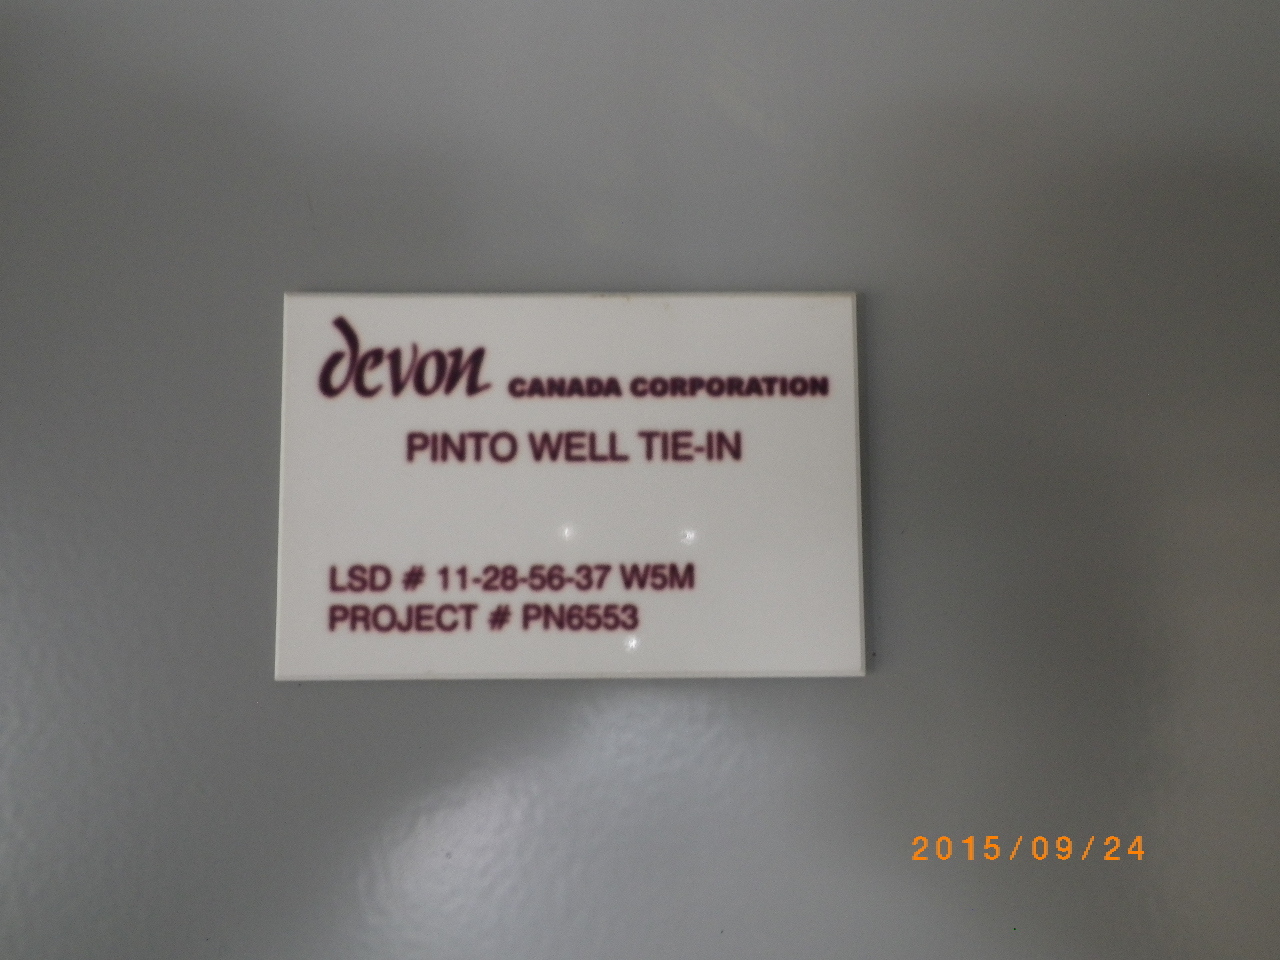 devon CANADA CORPORATION
PINTO WELL TIE-IN
LSD # 11-28-56-37 W5M
PROJECT # PN6553
2015/09/24